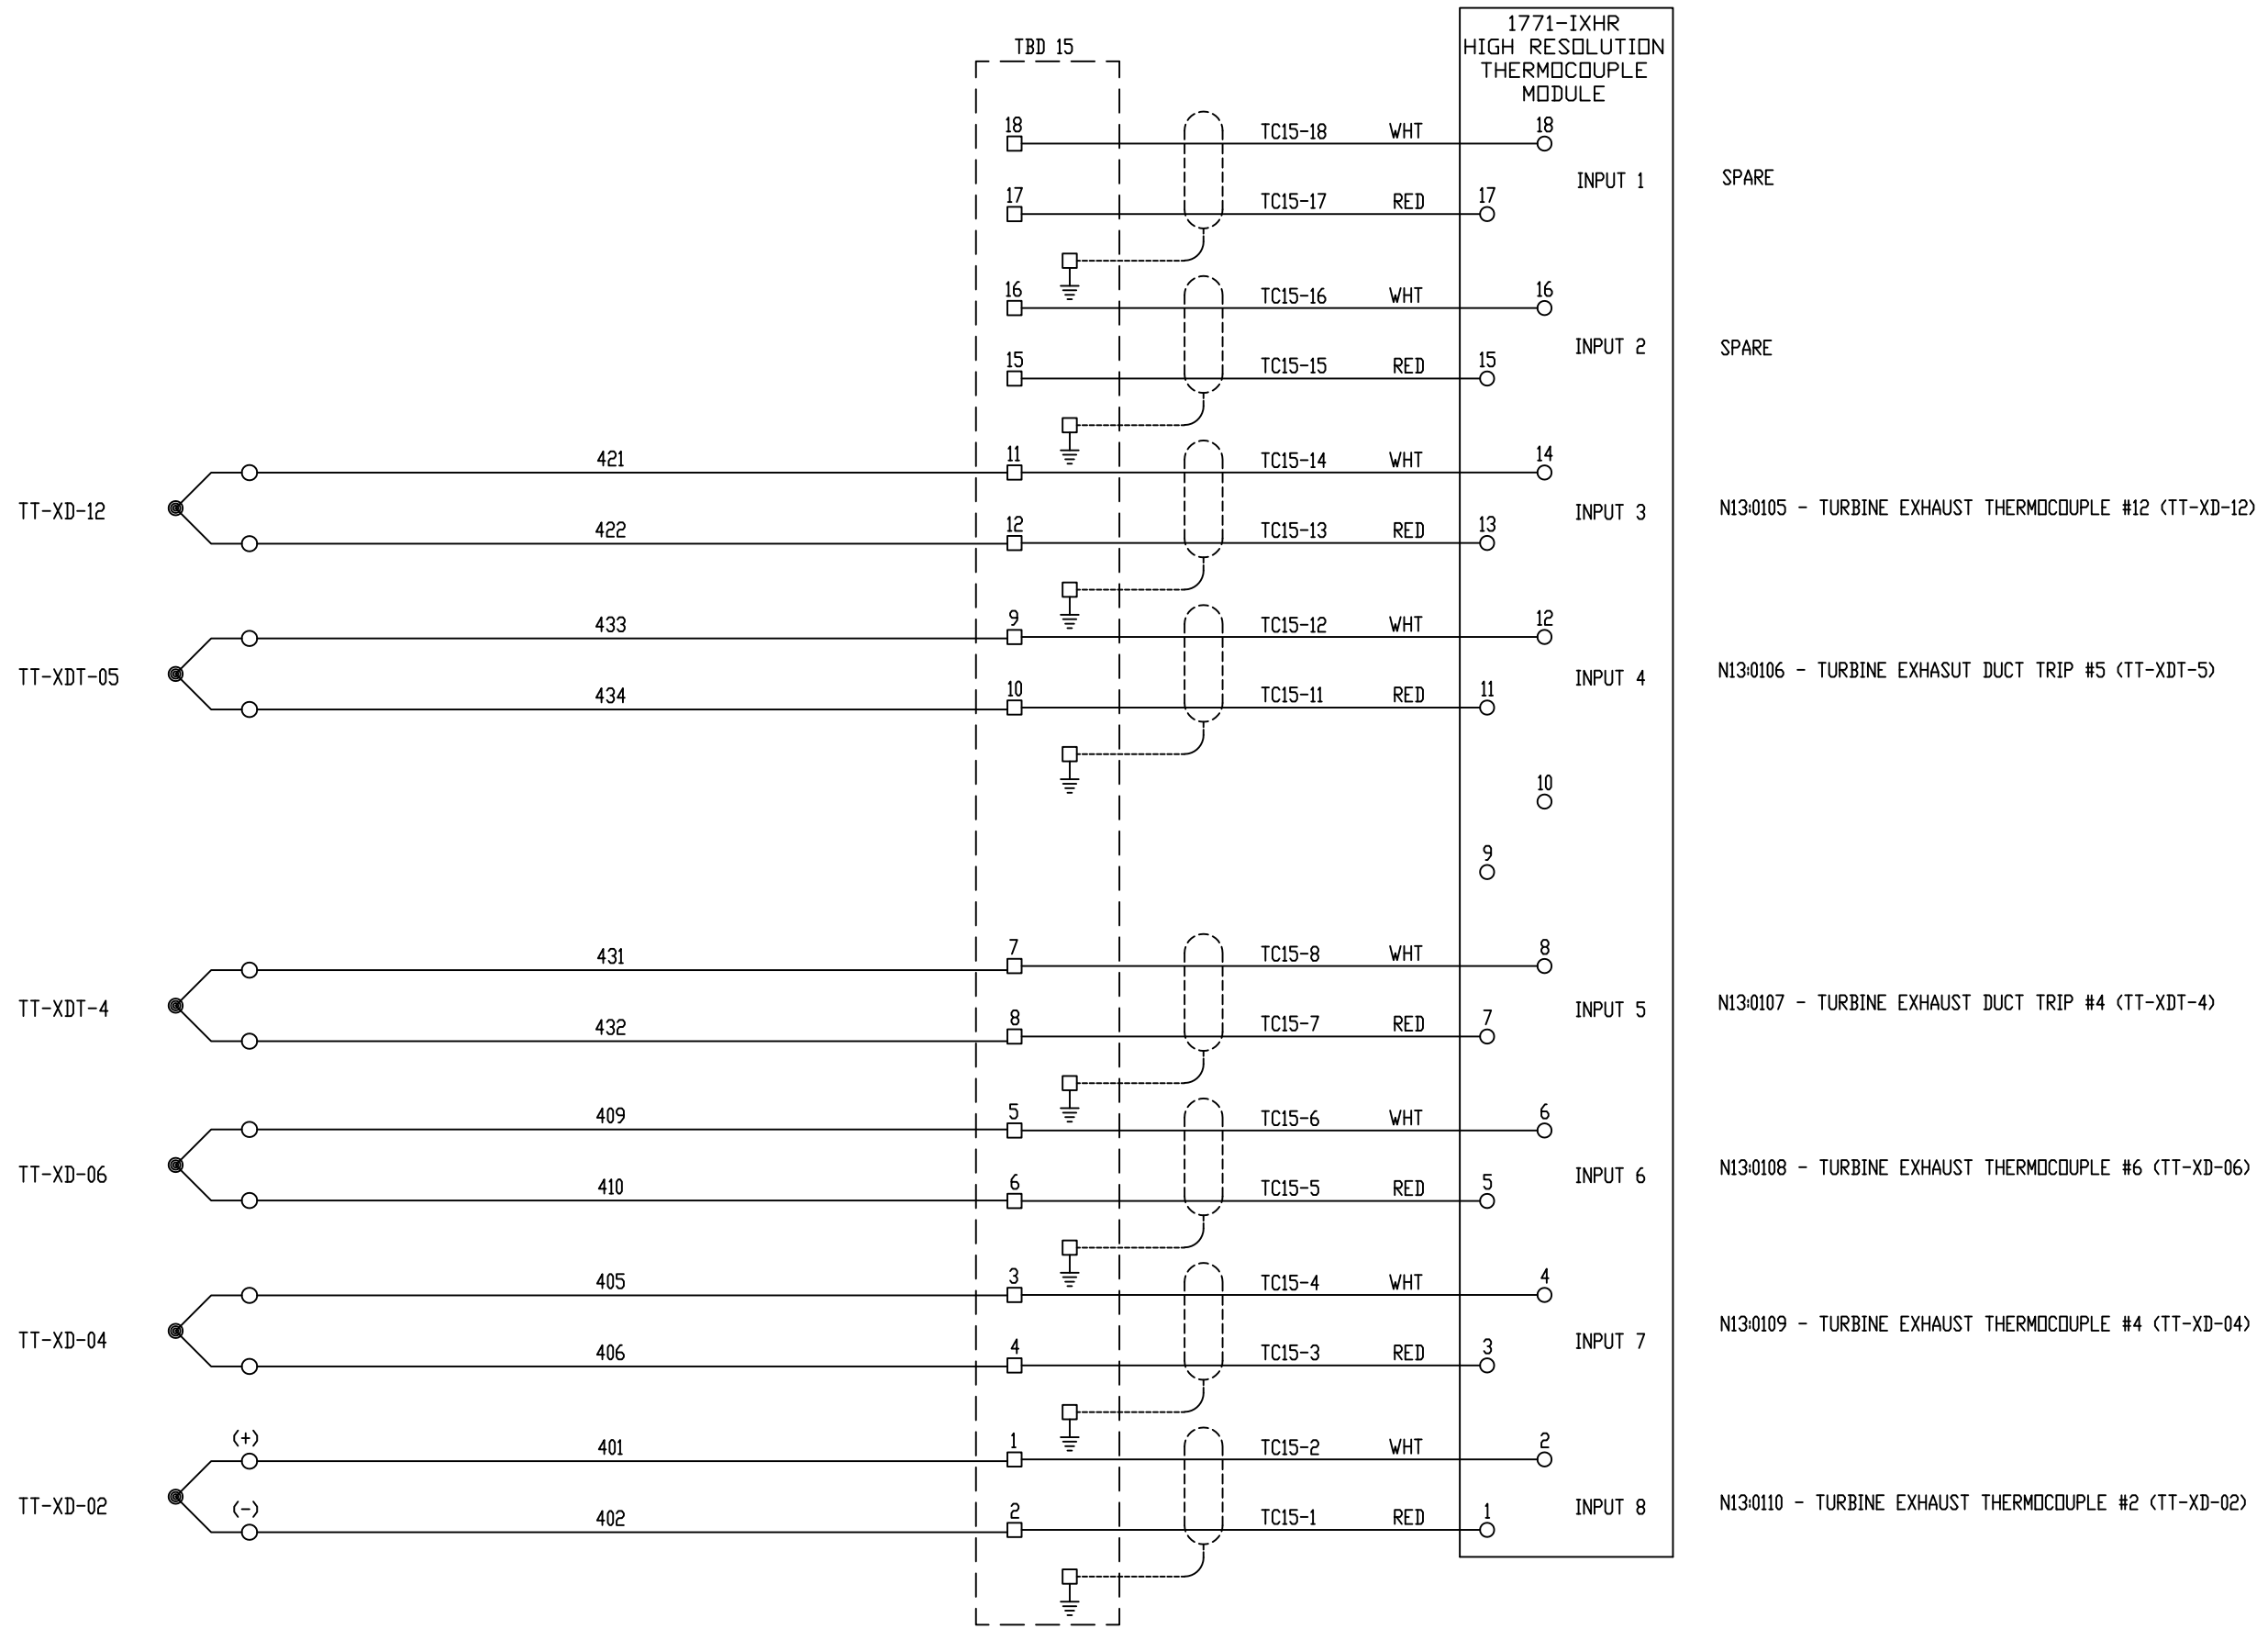 1771-IXHR
HIGH RESOLUTION
THERMOCOUPLE
MODULE
TBD 15
18 TC15-18 WHT 18
INPUT 1 SPARE
17 TC15-17 RED 17
16 TC15-16 WHT 16
INPUT 2 SPARE
15 TC15-15 RED 15
421 11 TC15-14 WHT 14
TT-XD-12 INPUT 3 N13:0105 - TURBINE EXHAUST THERMOCOUPLE #12 (TT-XD-12)
422 12 TC15-13 RED 13
433 9 TC15-12 WHT 12
TT-XDT-05 INPUT 4 N13:0106 - TURBINE EXHASUT DUCT TRIP #5 (TT-XDT-5)
434 10 TC15-11 RED 11
10
9
431 7 TC15-8 WHT 8
TT-XDT-4 INPUT 5 N13:0107 - TURBINE EXHAUST DUCT TRIP #4 (TT-XDT-4)
432 8 TC15-7 RED 7
409 5 TC15-6 WHT 6
TT-XD-06 INPUT 6 N13:0108 - TURBINE EXHAUST THERMOCOUPLE #6 (TT-XD-06)
410 6 TC15-5 RED 5
405 3 TC15-4 WHT 4
TT-XD-04 INPUT 7 N13:0109 - TURBINE EXHAUST THERMOCOUPLE #4 (TT-XD-04)
406 4 TC15-3 RED 3
(+) 401 1 TC15-2 WHT 2
TT-XD-02 INPUT 8 N13:0110 - TURBINE EXHAUST THERMOCOUPLE #2 (TT-XD-02)
(-) 402 2 TC15-1 RED 1